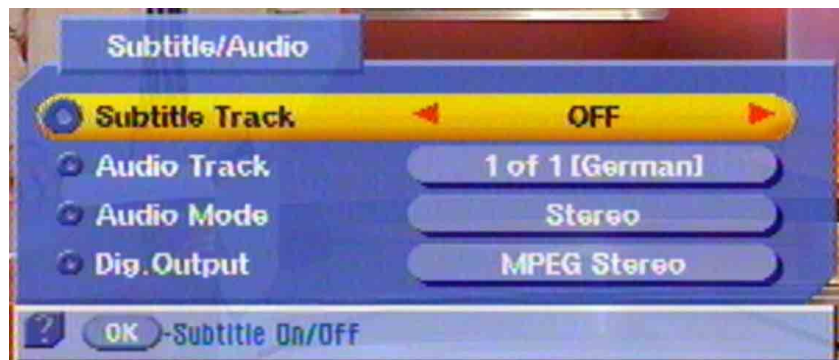 Subtitle/Audio
Subtitle Track OFF
Audio Track 1 of 1 [German]
Audio Mode Stereo
Dig.Output MPEG Stereo
? OK -Subtitle On/Off